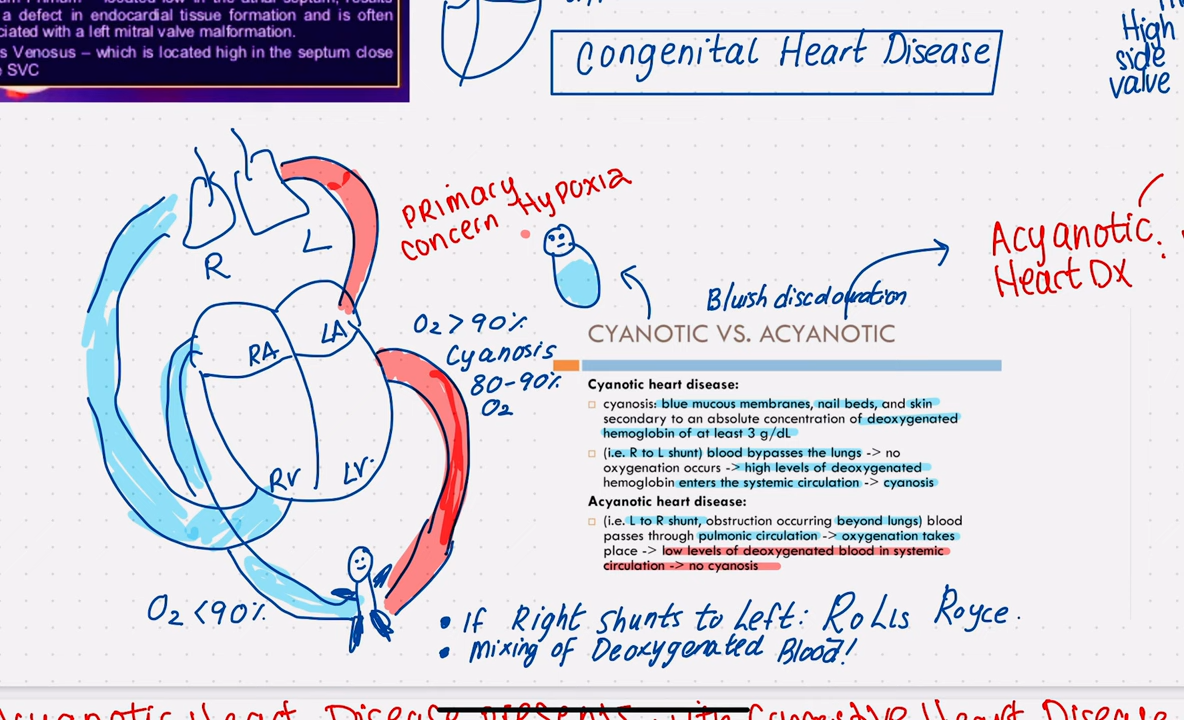 a defect in endocardial tissue formation and is often
ciated with a left mitral valve malformation.
s Venosus – which is located high in the septum close
SVC
Congenital Heart Disease
High
side
valve
R
L
PRIMARY
CONCERN HYPOXIA
Acyanotic
Heart DX
Bluish discolouration
RA
LA
RV
LV
O2 > 90%
Cyanosis
80-90%
O2
CYANOTIC VS. ACYANOTIC
Cyanotic heart disease:
cyanosis: blue mucous membranes, nail beds, and skin
secondary to an absolute concentration of deoxygenated
hemoglobin of at least 3 g/dL
(i.e. R to L shunt) blood bypasses the lungs -> no
oxygenation occurs -> high levels of deoxygenated
hemoglobin enters the systemic circulation -> cyanosis
Acyanotic heart disease:
(i.e. L to R shunt, obstruction occurring beyond lungs) blood
passes through pulmonic circulation -> oxygenation takes
place -> low levels of deoxygenated blood in systemic
circulation -> no cyanosis
O2 <90%
• If Right Shunts to Left: RoLls Royce.
• Mixing of Deoxygenated Blood!